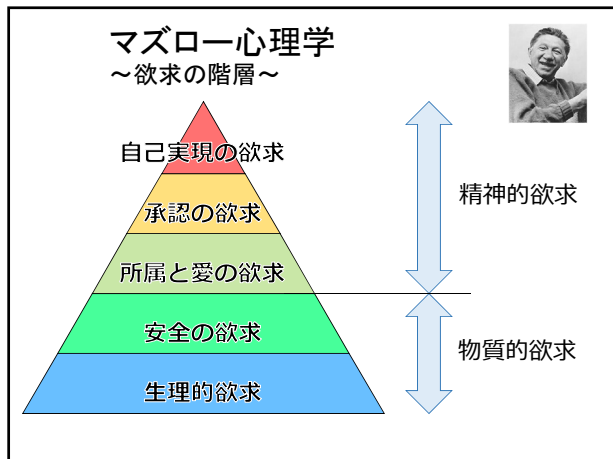 マズロー心理学
～欲求の階層～
自己実現の欲求
承認の欲求
所属と愛の欲求
安全の欲求
生理的欲求
精神的欲求
物質的欲求